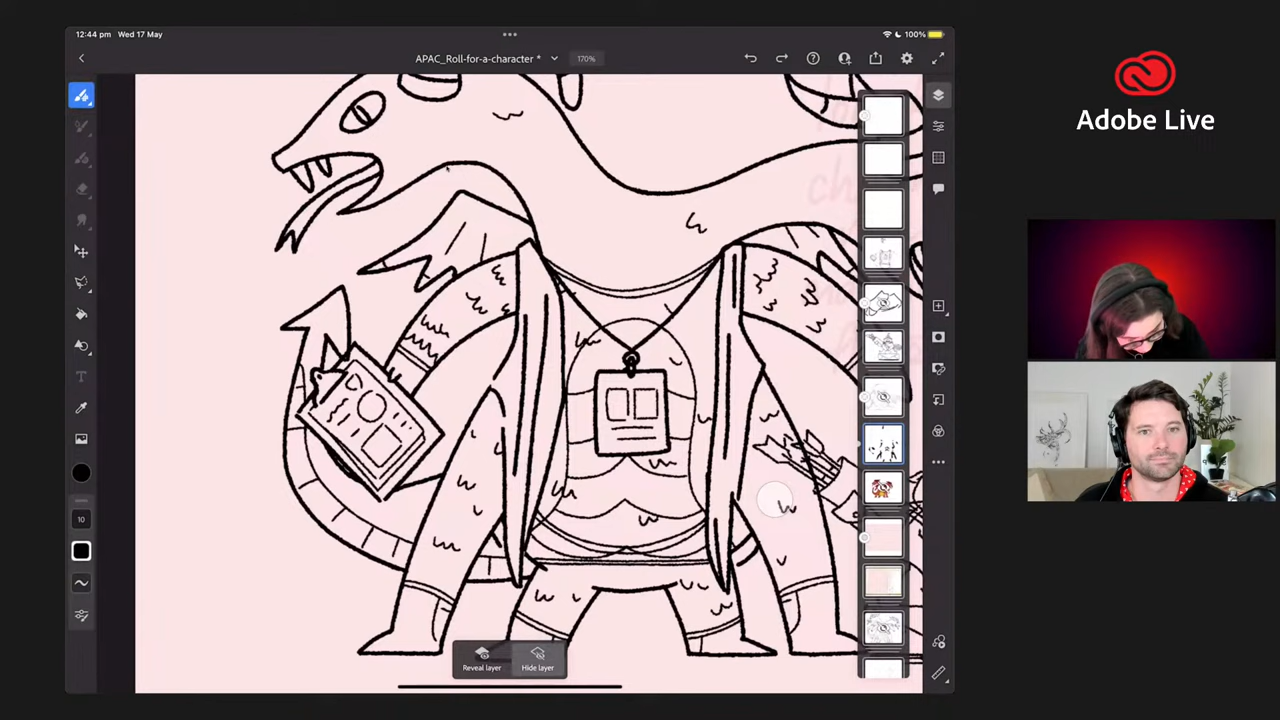 12:44 pm Wed 17 May
100%
APAC_Roll-for-a-character *
170%
Adobe Live
10
Reveal layer
Hide layer